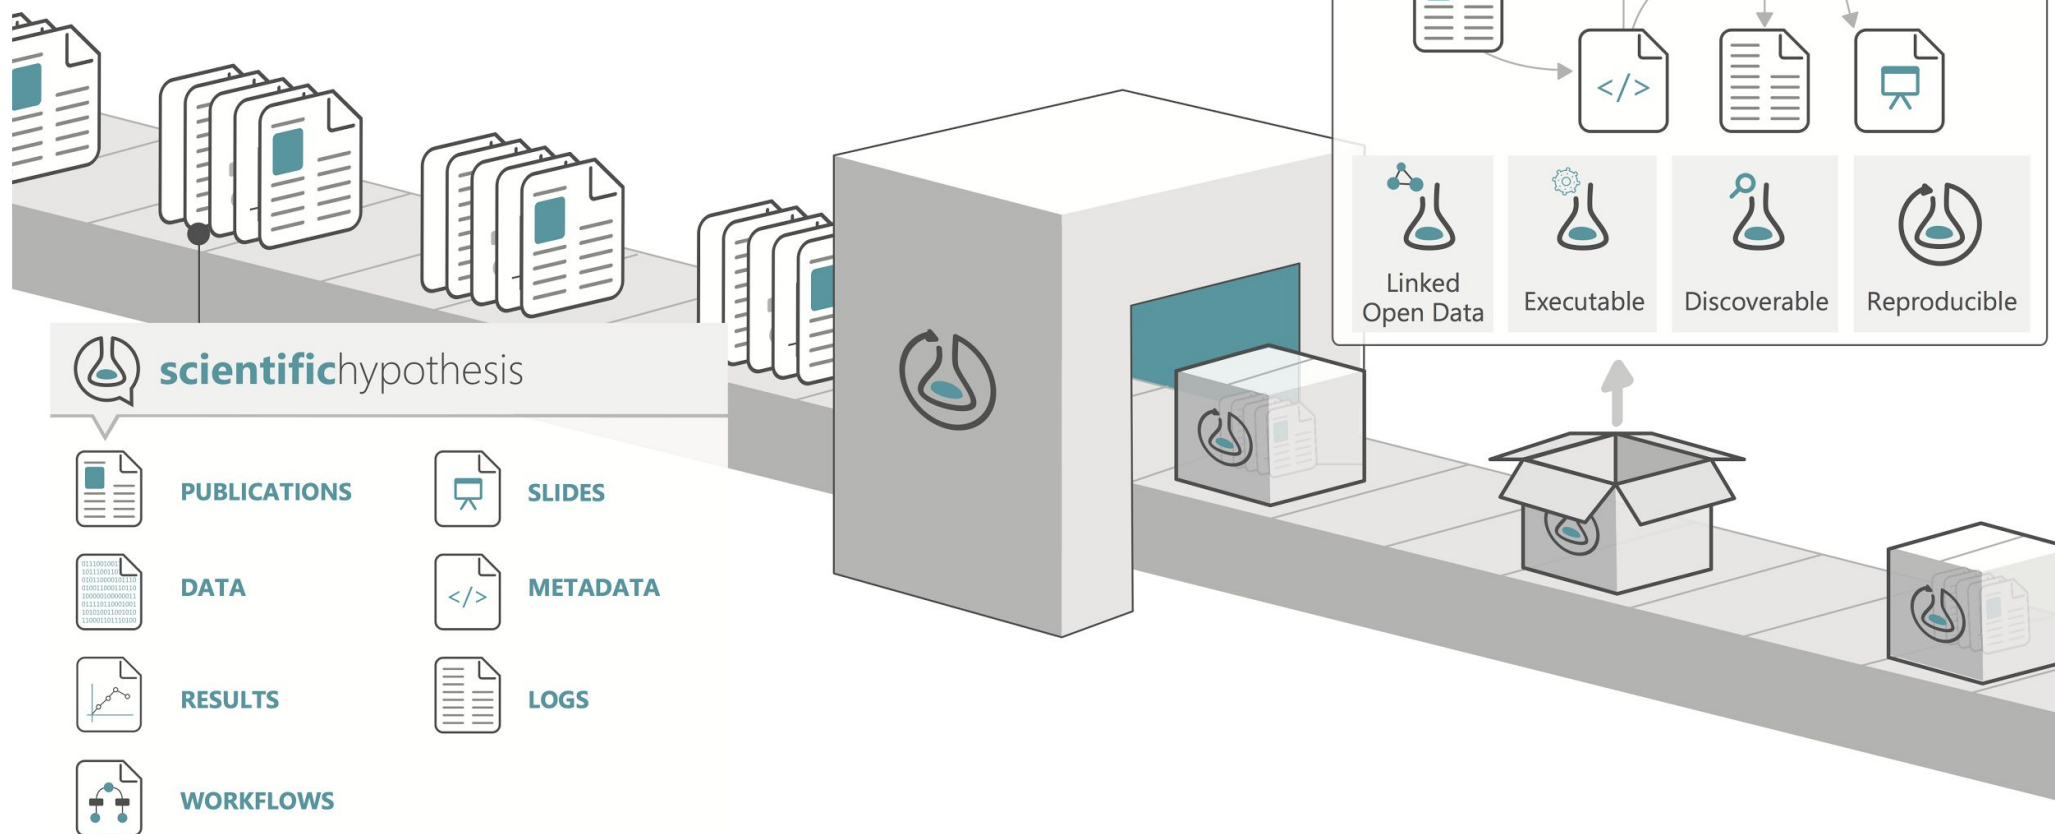 </>
Linked
Open Data
Executable
Discoverable
Reproducible
scientifichypothesis
PUBLICATIONS
SLIDES
DATA
METADATA
</>
RESULTS
LOGS
WORKFLOWS